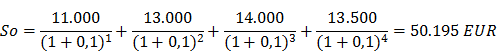 So = 11.000/(1 + 0,1)^1 + 13.000/(1 + 0,1)^2 + 14.000/(1 + 0,1)^3 + 13.500/(1 + 0,1)^4 = 50.195 EUR